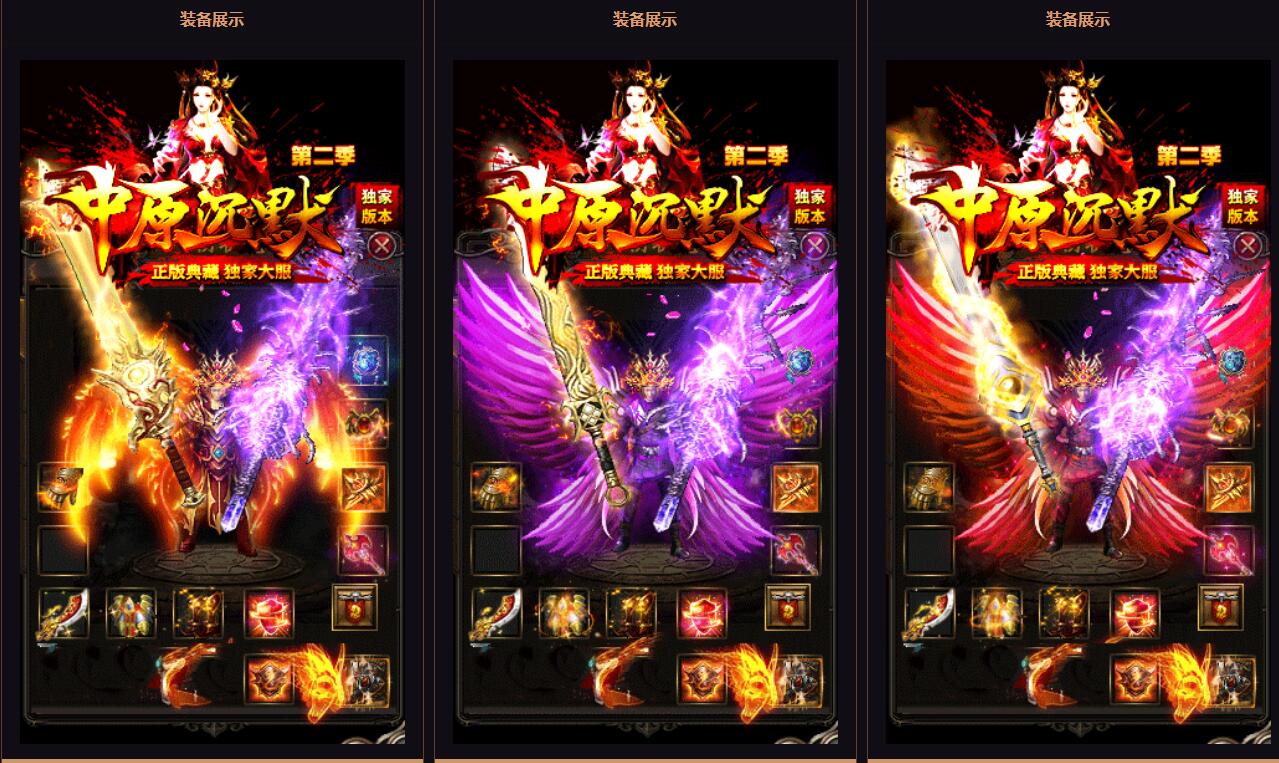 装备展示
第二季
中原沉默
独家
版本
正版典藏 独家大服
装备展示
第二季
中原沉默
独家
版本
正版典藏 独家大服
装备展示
第二季
中原沉默
独家
版本
正版典藏 独家大服